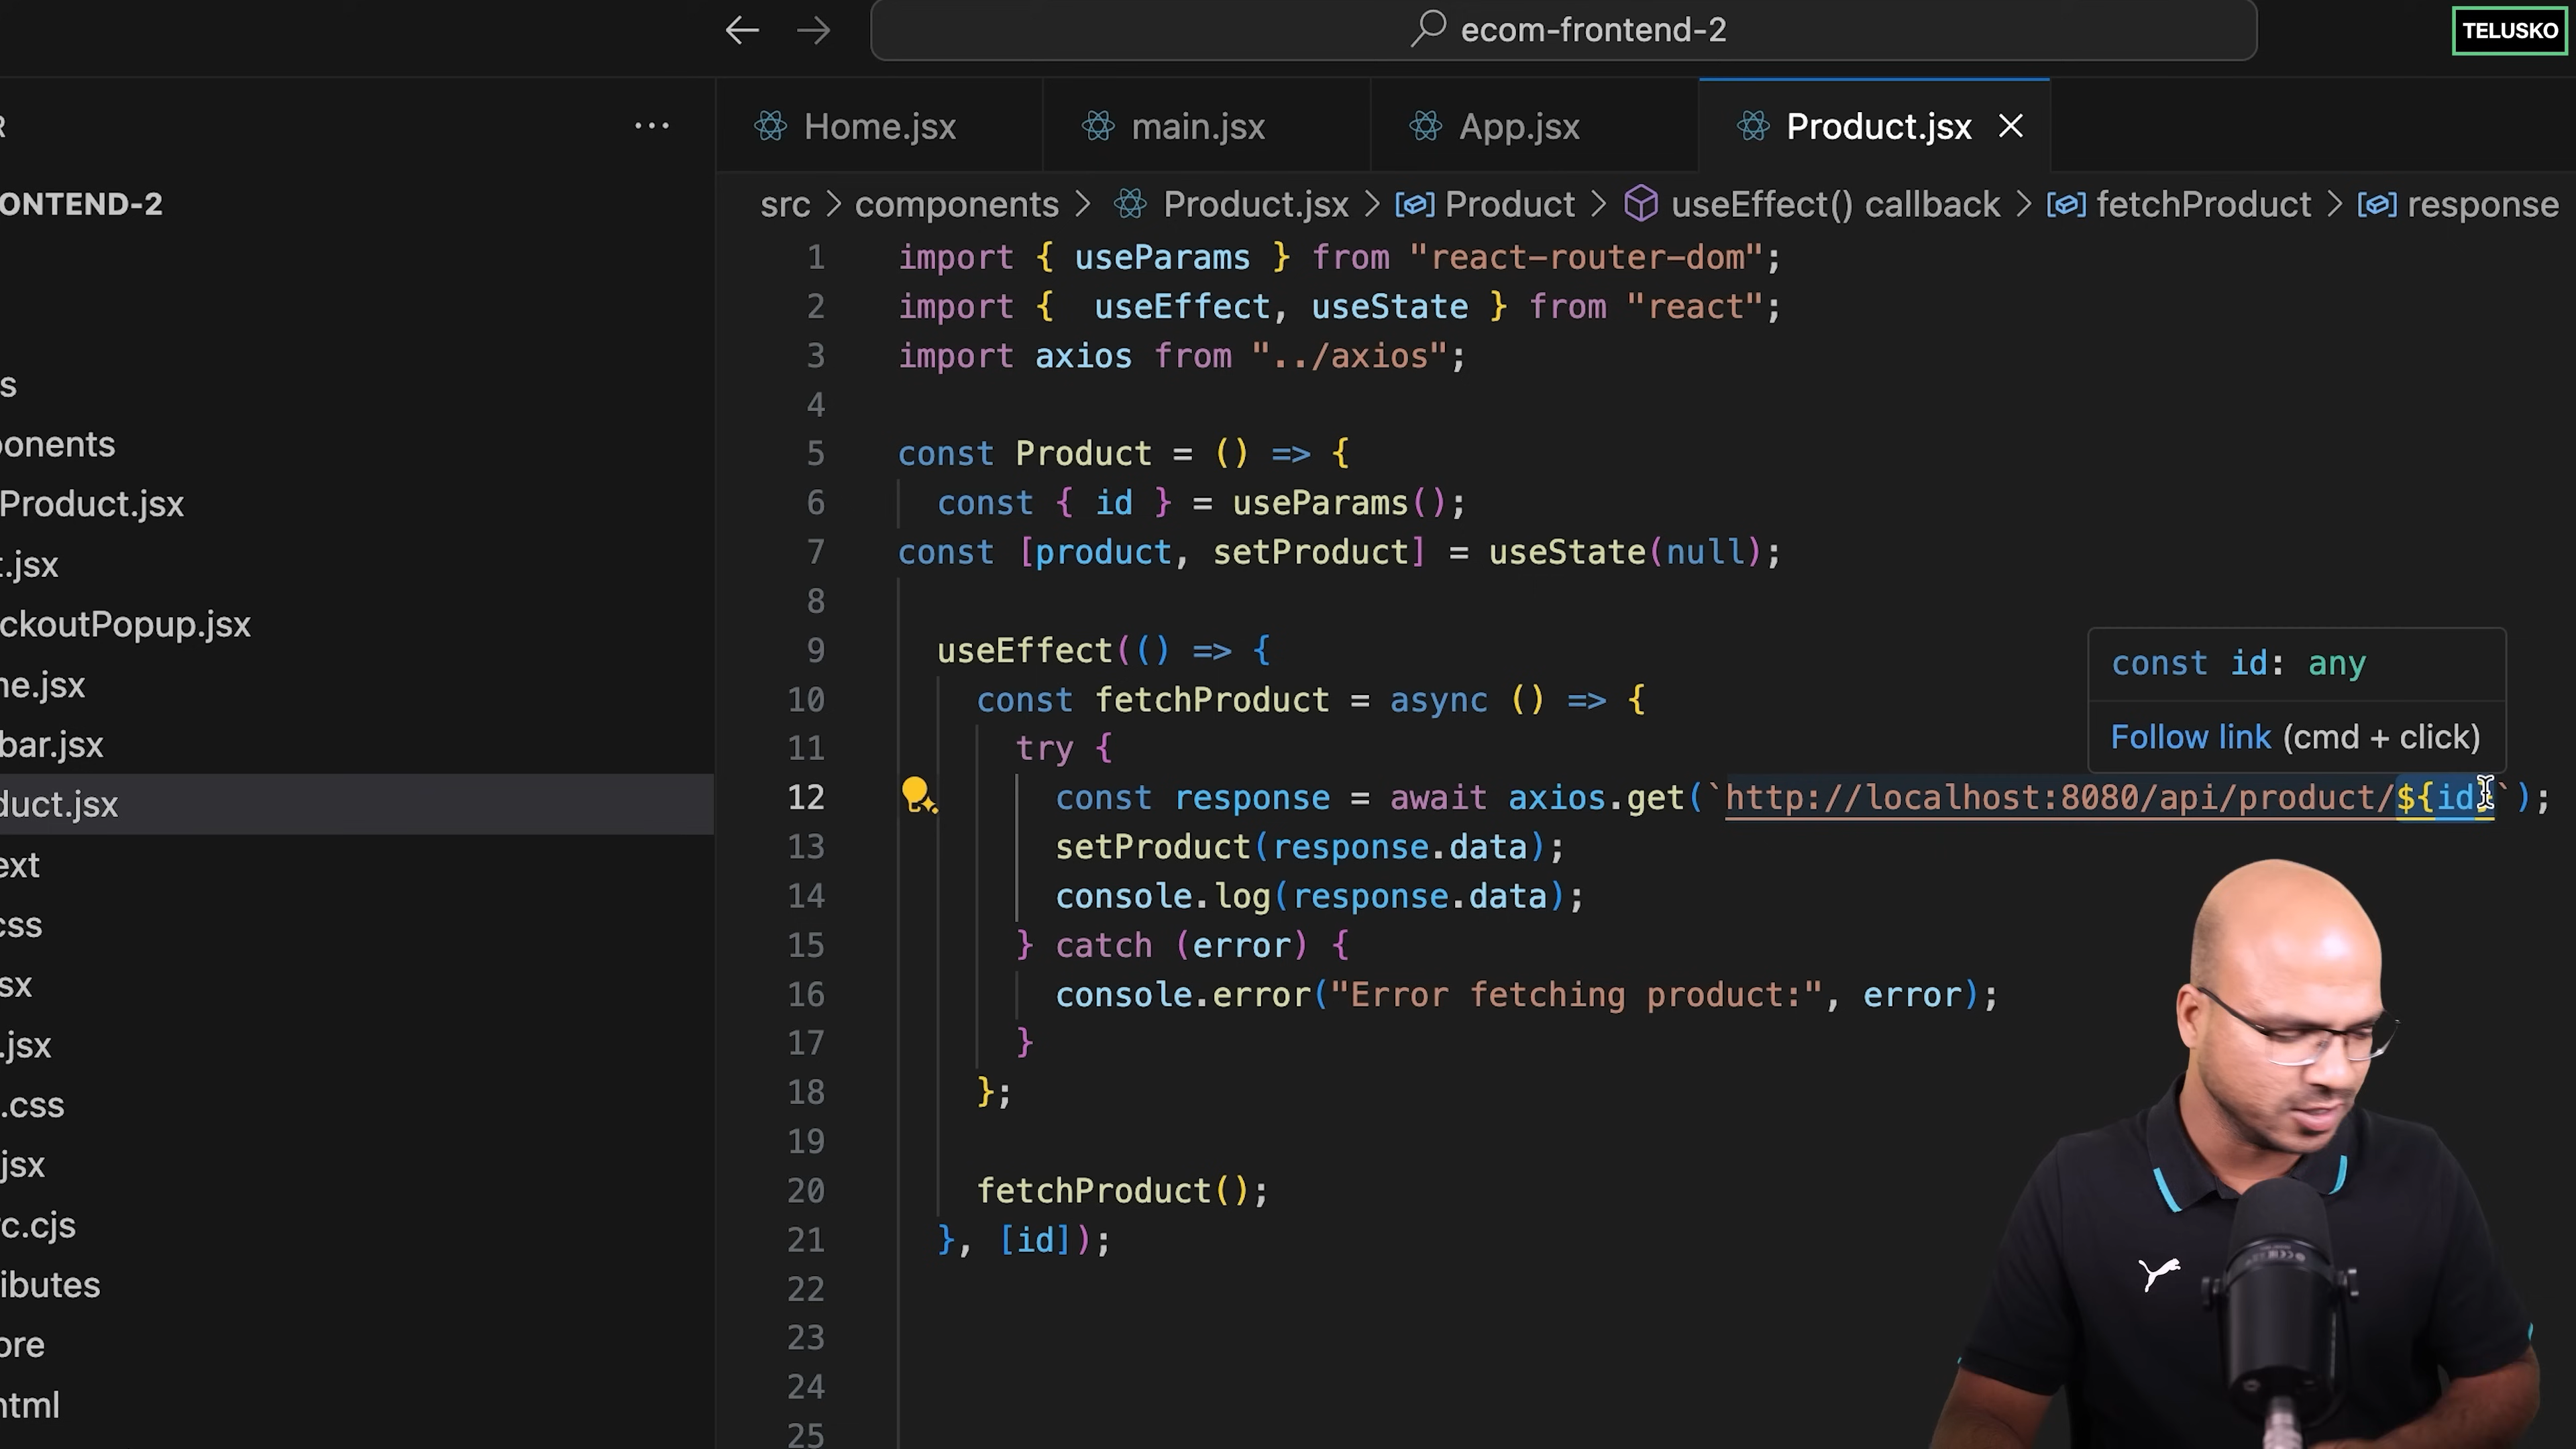 ecom-frontend-2
TELUSKO
Home.jsx
main.jsx
App.jsx
Product.jsx
src > components > Product.jsx > Product > useEffect() callback > fetchProduct > response
R
ONTEND-2
s
onents
Product.jsx
t.jsx
ckoutPopup.jsx
ne.jsx
bar.jsx
duct.jsx
ext
css
sx
.jsx
.css
jsx
rc.cjs
ributes
ore
html
1 import { useParams } from "react-router-dom";
2 import {  useEffect, useState } from "react";
3 import axios from "../axios";
4
5 const Product = () => {
6   const { id } = useParams();
7 const [product, setProduct] = useState(null);
8
9   useEffect(() => {
10     const fetchProduct = async () => {
11       try {
12         const response = await axios.get(`http://localhost:8080/api/product/${id}`);
13         setProduct(response.data);
14         console.log(response.data);
15       } catch (error) {
16         console.error("Error fetching product:", error);
17       }
18     };
19
20     fetchProduct();
21   }, [id]);
22
23
24
25
const id: any
Follow link (cmd + click)